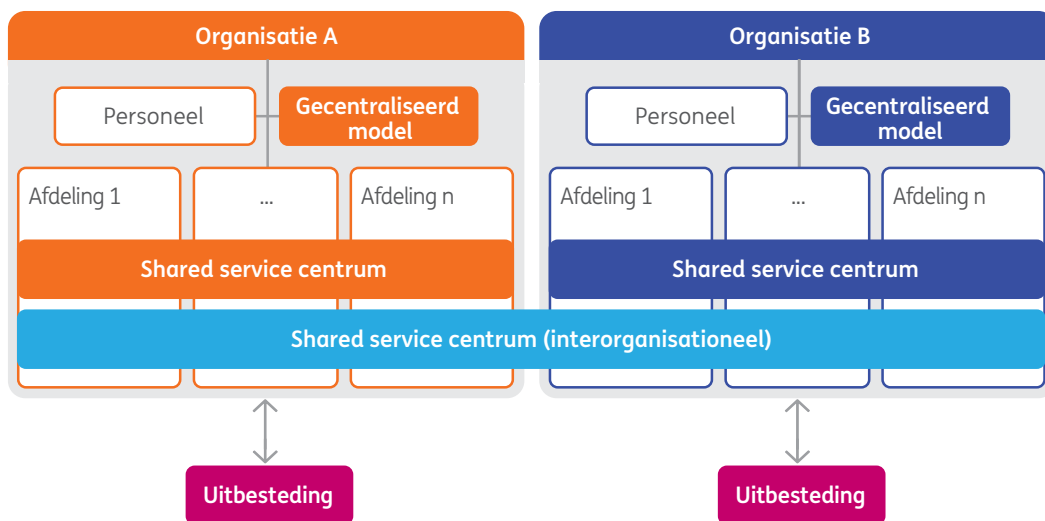 Organisatie A
Organisatie B
Personeel
Gecentraliseerd
model
Personeel
Gecentraliseerd
model
Afdeling 1
...
Afdeling n
Afdeling 1
...
Afdeling n
Shared service centrum
Shared service centrum
Shared service centrum (interorganisationeel)
Uitbesteding
Uitbesteding